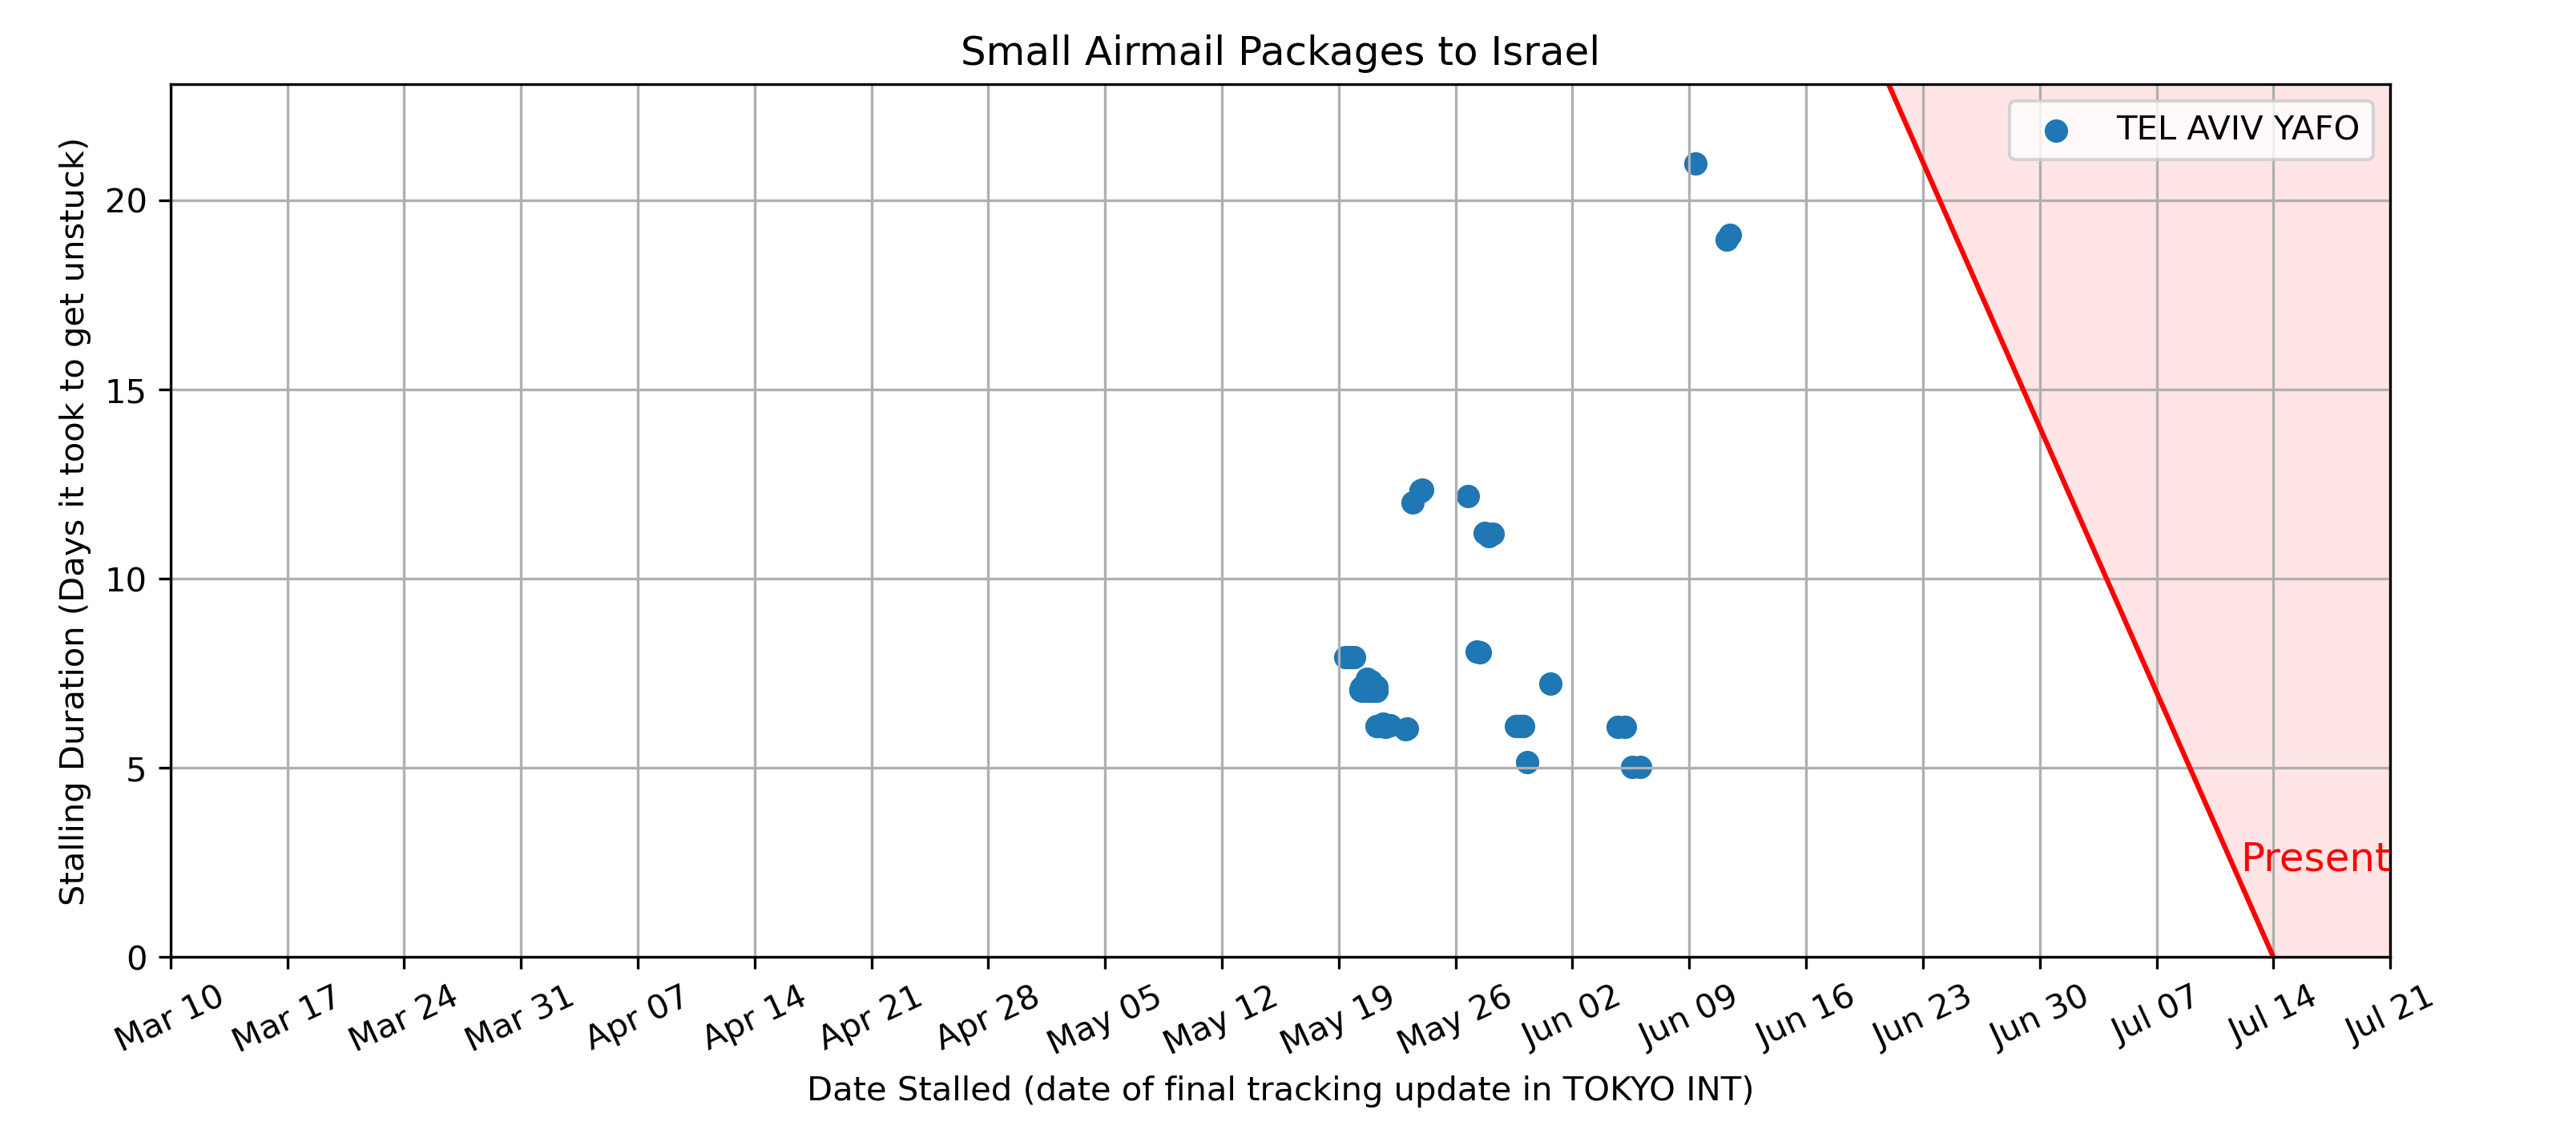 Small Airmail Packages to Israel
TEL AVIV YAFO
Stalling Duration (Days it took to get unstuck)
20
15
10
5
0
Present
Mar 10 Mar 17 Mar 24 Mar 31 Apr 07 Apr 14 Apr 21 Apr 28 May 05 May 12 May 19 May 26 Jun 02 Jun 09 Jun 16 Jun 23 Jun 30 Jul 07 Jul 14 Jul 21
Date Stalled (date of final tracking update in TOKYO INT)